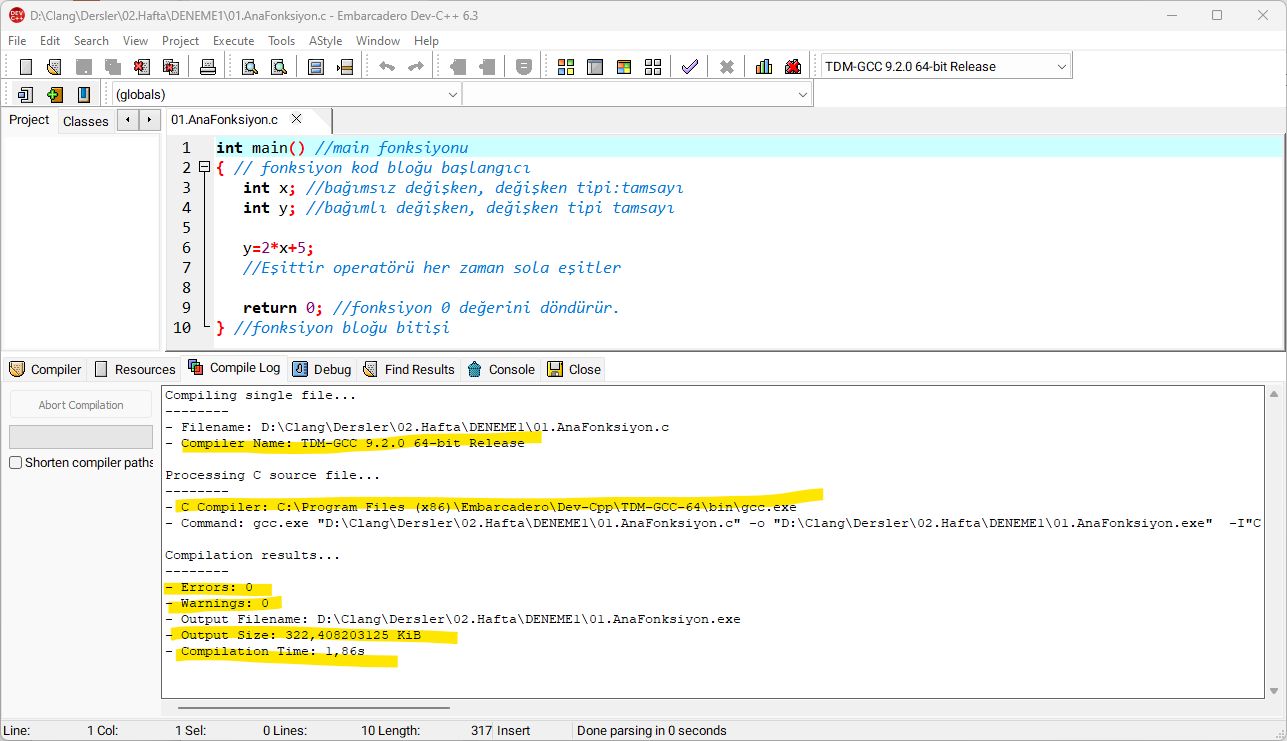 D:\Clang\Dersler\02.Hafta\DENEME1\01.AnaFonksiyon.c - Embarcadero Dev-C++ 6.3
File Edit Search View Project Execute Tools AStyle Window Help
TDM-GCC 9.2.0 64-bit Release
(globals)
Project Classes 01.AnaFonksiyon.c
1 int main() //main fonksiyonu
2 { // fonksiyon kod bloğu başlangıcı
3 int x; //bağımsız değişken, değişken tipi:tamsayı
4 int y; //bağımlı değişken, değişken tipi tamsayı
5
6 y=2*x+5;
7 //Eşittir operatörü her zaman sola eşitler
8
9 return 0; //fonksiyon 0 değerini döndürür.
10 } //fonksiyon bloğu bitişi
Compiler Resources Compile Log Debug Find Results Console Close
Abort Compilation
Shorten compiler paths
Compiling single file...
--------
- Filename: D:\Clang\Dersler\02.Hafta\DENEME1\01.AnaFonksiyon.c
- Compiler Name: TDM-GCC 9.2.0 64-bit Release
Processing C source file...
--------
- C Compiler: C:\Program Files (x86)\Embarcadero\Dev-Cpp\TDM-GCC-64\bin\gcc.exe
- Command: gcc.exe "D:\Clang\Dersler\02.Hafta\DENEME1\01.AnaFonksiyon.c" -o "D:\Clang\Dersler\02.Hafta\DENEME1\01.AnaFonksiyon.exe" -I"C
Compilation results...
--------
- Errors: 0
- Warnings: 0
- Output Filename: D:\Clang\Dersler\02.Hafta\DENEME1\01.AnaFonksiyon.exe
- Output Size: 322,408203125 KiB
- Compilation Time: 1,86s
Line: 1 Col: 1 Sel: 0 Lines: 10 Length: 317 Insert Done parsing in 0 seconds